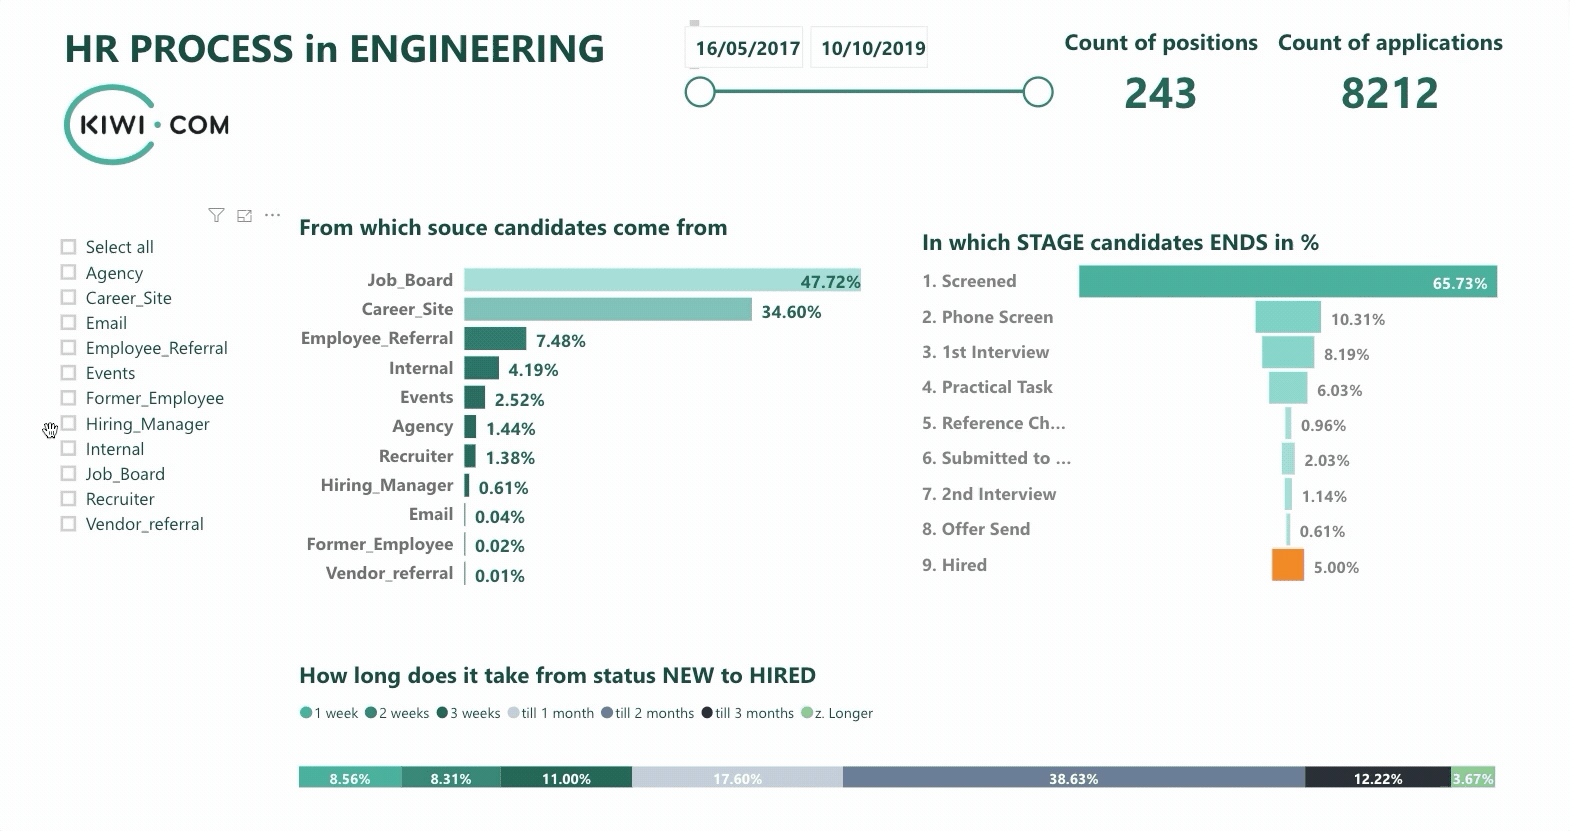 HR PROCESS in ENGINEERING
KIWI·COM
16/05/2017 10/10/2019
Count of positions
243
Count of applications
8212
Select all
Agency
Career_Site
Email
Employee_Referral
Events
Former_Employee
Hiring_Manager
Internal
Job_Board
Recruiter
Vendor_referral
From which souce candidates come from
Job_Board 47.72%
Career_Site 34.60%
Employee_Referral 7.48%
Internal 4.19%
Events 2.52%
Agency 1.44%
Recruiter 1.38%
Hiring_Manager 0.61%
Email 0.04%
Former_Employee 0.02%
Vendor_referral 0.01%
In which STAGE candidates ENDS in %
1. Screened 65.73%
2. Phone Screen 10.31%
3. 1st Interview 8.19%
4. Practical Task 6.03%
5. Reference Ch... 0.96%
6. Submitted to ... 2.03%
7. 2nd Interview 1.14%
8. Offer Send 0.61%
9. Hired 5.00%
How long does it take from status NEW to HIRED
1 week 2 weeks 3 weeks till 1 month till 2 months till 3 months z. Longer
8.56% 8.31% 11.00% 17.60% 38.63% 12.22% 3.67%